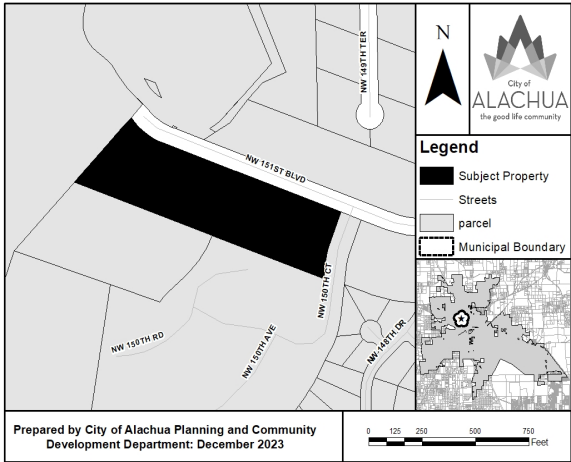 NW 149TH TER
NW 151ST BLVD
NW 150TH CT
NW 150TH RD
NW 150TH AVE
NW 148TH DR
N
City of
ALACHUA
the good life community
Legend
Subject Property
Streets
parcel
Municipal Boundary
Prepared by City of Alachua Planning and Community
Development Department: December 2023
0 125 250 500 750
Feet